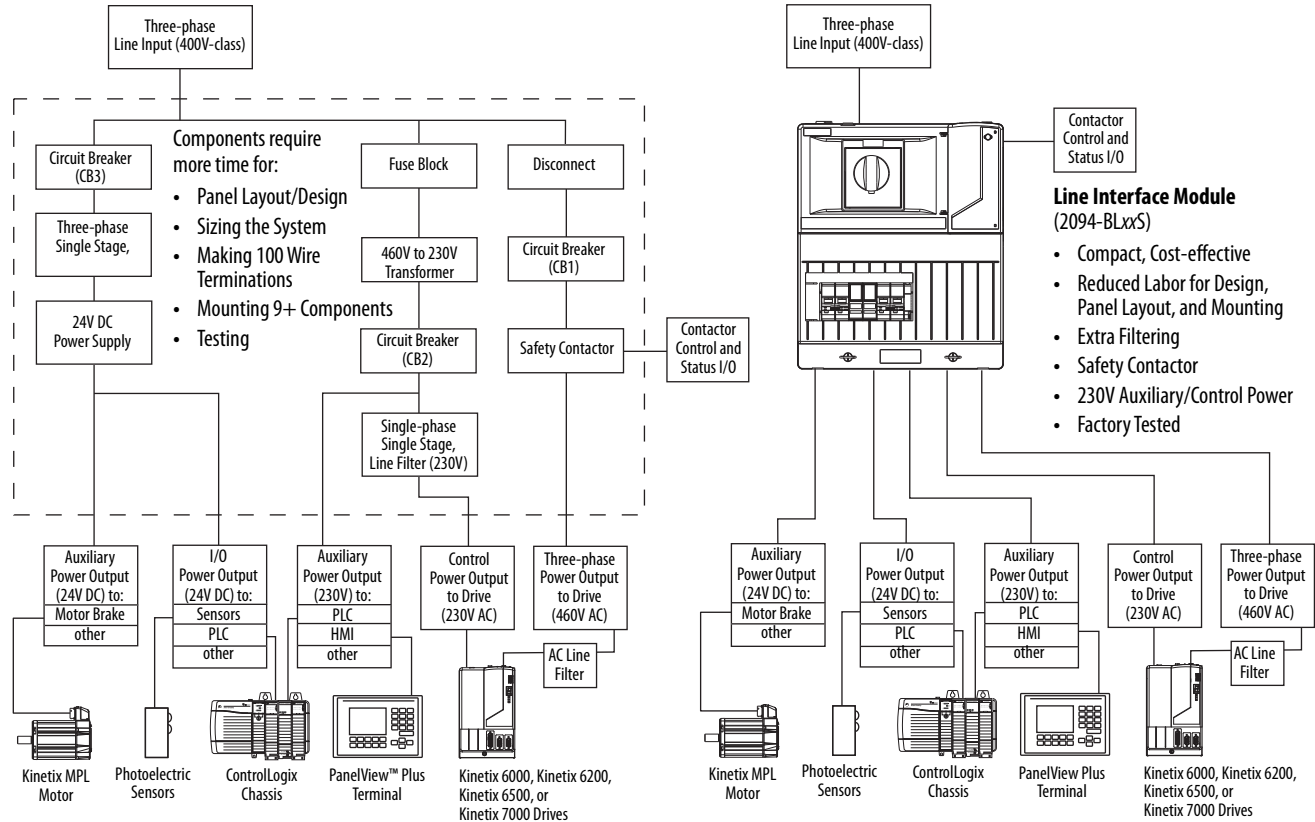 Three-phase
Line Input (400V-class)
Circuit Breaker
(CB3)
Three-phase
Single Stage,
24V DC
Power Supply
Components require
more time for:
• Panel Layout/Design
• Sizing the System
• Making 100 Wire
Terminations
• Mounting 9+ Components
• Testing
Fuse Block
460V to 230V
Transformer
Circuit Breaker
(CB2)
Single-phase
Single Stage,
Line Filter (230V)
Disconnect
Circuit Breaker
(CB1)
Safety Contactor
Contactor
Control and
Status I/O
Auxiliary
Power Output
(24V DC) to:
Motor Brake
other
I/O
Power Output
(24V DC) to:
Sensors
PLC
other
Auxiliary
Power Output
(230V) to:
PLC
HMI
other
Control
Power Output
to Drive
(230V AC)
Three-phase
Power Output
to Drive
(460V AC)
AC Line
Filter
Kinetix MPL
Motor
Photoelectric
Sensors
ControlLogix
Chassis
PanelView™ Plus
Terminal
Kinetix 6000, Kinetix 6200,
Kinetix 6500, or
Kinetix 7000 Drives
Three-phase
Line Input (400V-class)
Contactor
Control and
Status I/O
Line Interface Module
(2094-BLxxS)
• Compact, Cost-effective
• Reduced Labor for Design,
Panel Layout, and Mounting
• Extra Filtering
• Safety Contactor
• 230V Auxiliary/Control Power
• Factory Tested
Auxiliary
Power Output
(24V DC) to:
Motor Brake
other
I/O
Power Output
(24V DC) to:
Sensors
PLC
other
Auxiliary
Power Output
(230V) to:
PLC
HMI
other
Control
Power Output
to Drive
(230V AC)
Three-phase
Power Output
to Drive
(460V AC)
AC Line
Filter
Kinetix MPL
Motor
Photoelectric
Sensors
ControlLogix
Chassis
PanelView Plus
Terminal
Kinetix 6000, Kinetix 6200,
Kinetix 6500, or
Kinetix 7000 Drives